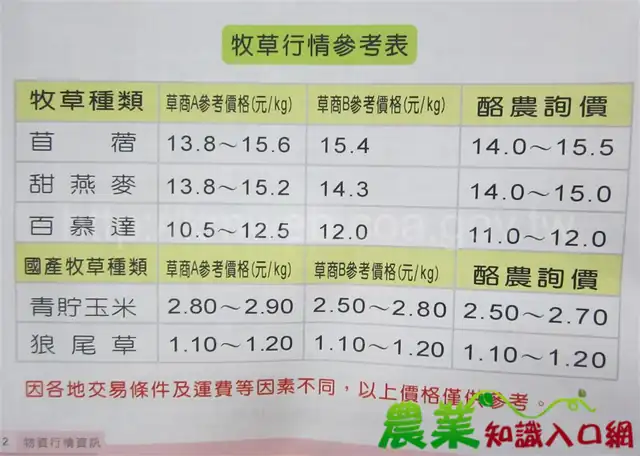 牧草行情參考表
牧草種類 草商A參考價格(元/kg) 草商B參考價格(元/kg) 酪農詢價
苜蓿 13.8～15.6 15.4 14.0～15.5
甜燕麥 13.8～15.2 14.3 14.0～15.0
百慕達 10.5～12.5 12.0 11.0～12.0
國產牧草種類 草商A參考價格(元/kg) 草商B參考價格(元/kg) 酪農詢價
青貯玉米 2.80～2.90 2.50～2.80 2.50～2.70
狼尾草 1.10～1.20 1.10～1.20 1.10～1.20
因各地交易條件及運費等因素不同，以上價格僅供參考。
農業知識入口網
2 物資行情資訊